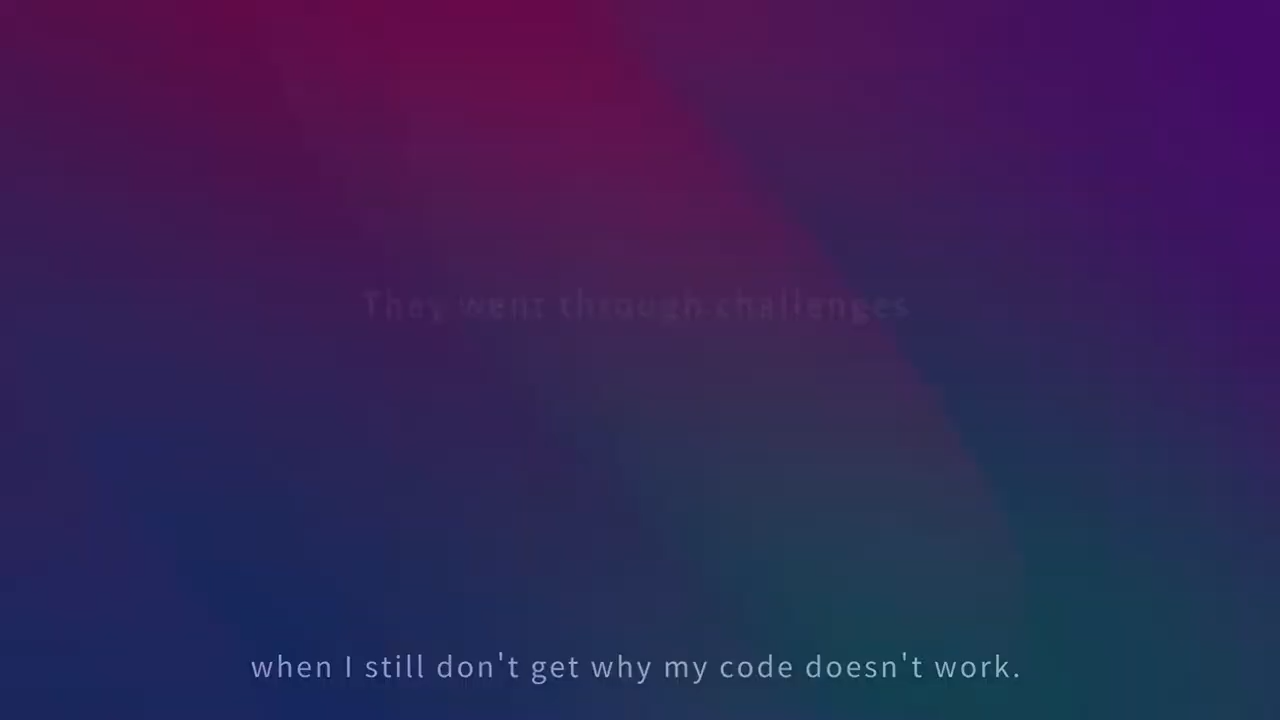 They went through challenges
when I still don't get why my code doesn't work.